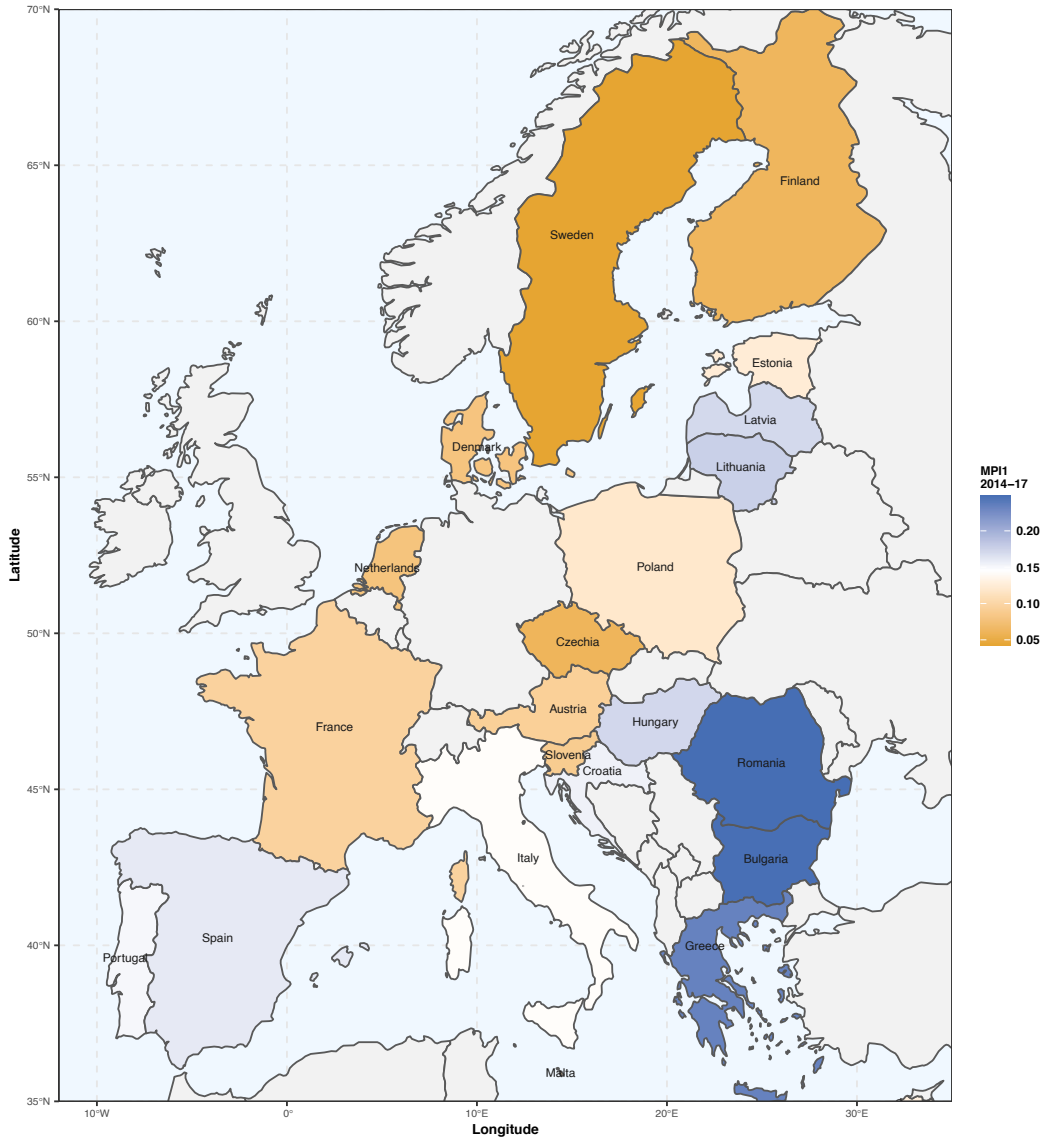 70°N
65°N
Finland
Sweden
60°N
Estonia
Latvia
Denmark
Lithuania
55°N
MPI1
2014–17
0.20
0.15
0.10
0.05
Latitude
Netherlands
Poland
50°N
Czechia
Austria
Hungary
France
Slovenia
Croatia
Romania
45°N
Italy
Bulgaria
Spain
Greece
40°N
Portugal
Malta
35°N
10°W
0°
10°E
20°E
30°E
Longitude